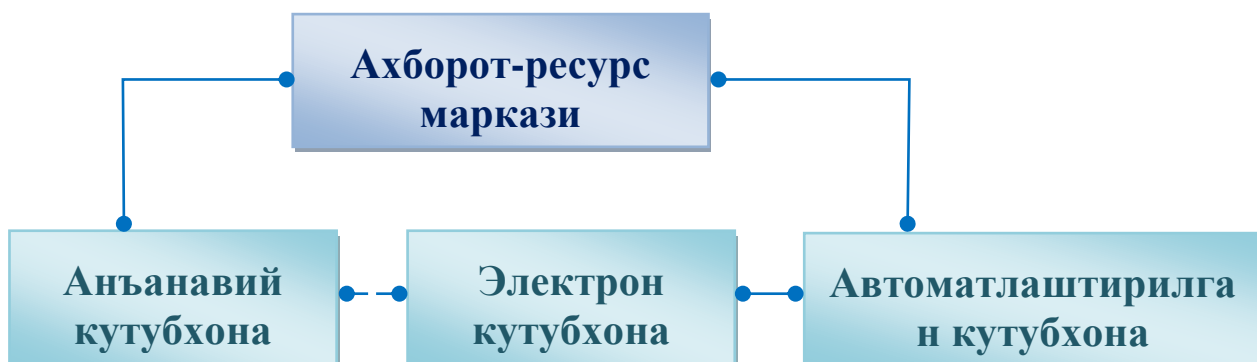 Ахборот-ресурс
маркази
Анъанавий
кутубхона
Электрон
кутубхона
Автоматлаштирилга
н кутубхона